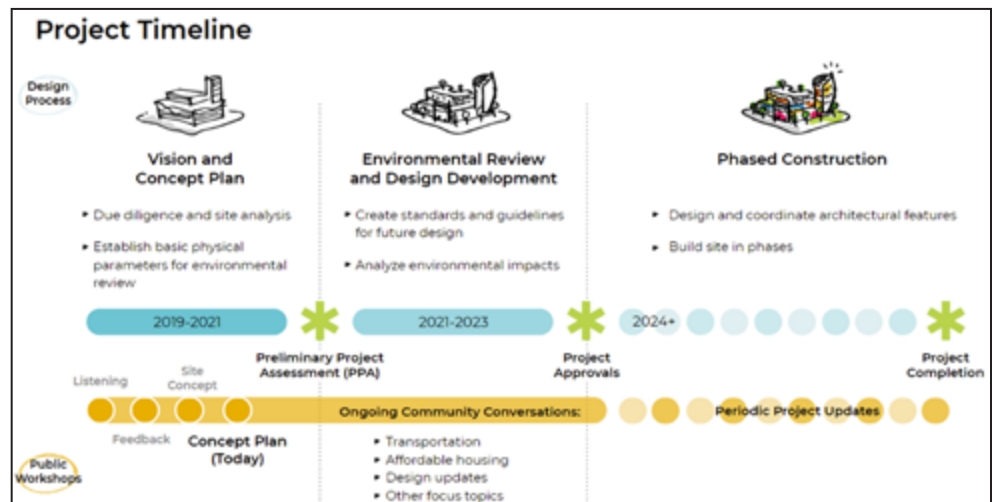 Project Timeline
Design
Process
Vision and
Concept Plan
Environmental Review
and Design Development
Phased Construction
▸ Due diligence and site analysis
▸ Establish basic physical
parameters for environmental
review
▸ Create standards and guidelines
for future design
▸ Analyze environmental impacts
▸ Design and coordinate architectural features
▸ Build site in phases
2019-2021
2021-2023
2024+
Preliminary Project
Assessment (PPA)
Project
Approvals
Project
Completion
Listening
Site
Concept
Feedback
Concept Plan
(Today)
Ongoing Community Conversations:
Periodic Project Updates
▸ Transportation
▸ Affordable housing
▸ Design updates
▸ Other focus topics
Public
Workshops